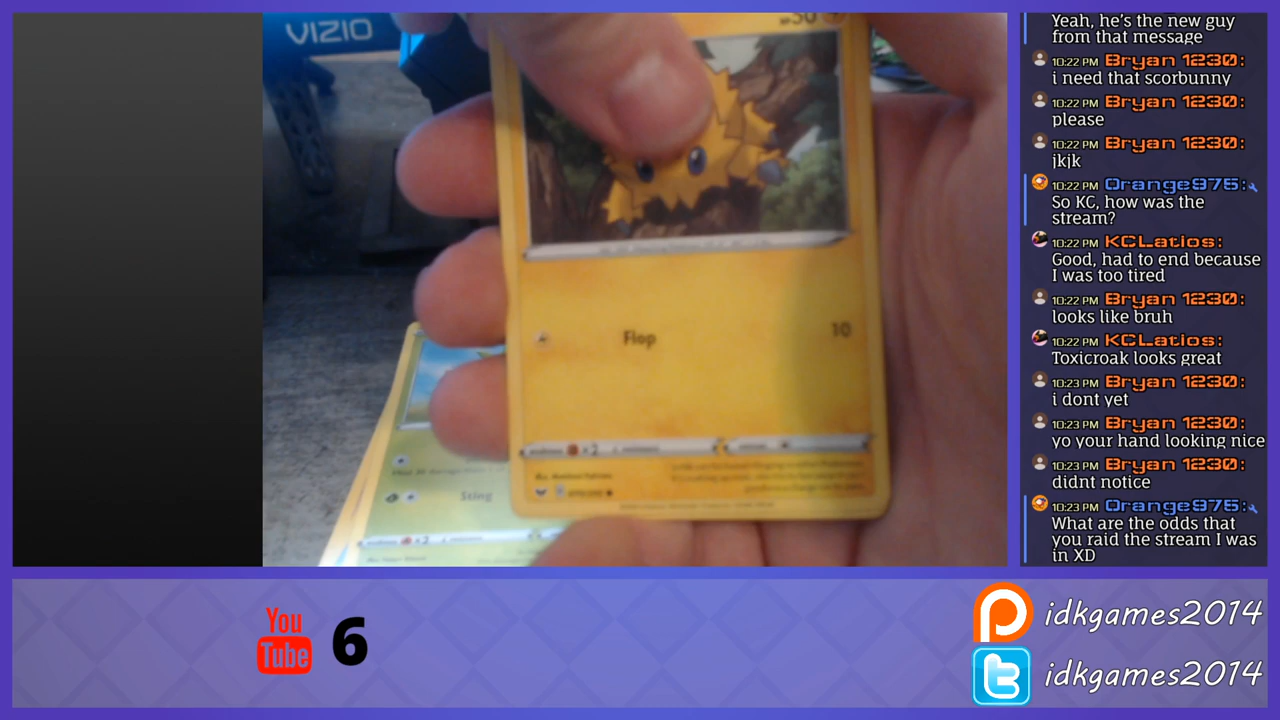 VIZIO
50
Flop
10
×2
Sting
×2
Yeah, he's the new guy
from that message
10:22 PM Bryan 1230:
i need that scorbunny
10:22 PM Bryan 1230:
please
10:22 PM Bryan 1230:
jkjk
10:22 PM Orange975:
So KC, how was the
stream?
10:22 PM KCLatios:
Good, had to end because
I was too tired
10:22 PM Bryan 1230:
looks like bruh
10:22 PM KCLatios:
Toxicroak looks great
10:23 PM Bryan 1230:
i dont yet
10:23 PM Bryan 1230:
yo your hand looking nice
10:23 PM Bryan 1230:
didnt notice
10:23 PM Orange975:
What are the odds that
you raid the stream I was
in XD
You
Tube
6
idkgames2014
idkgames2014